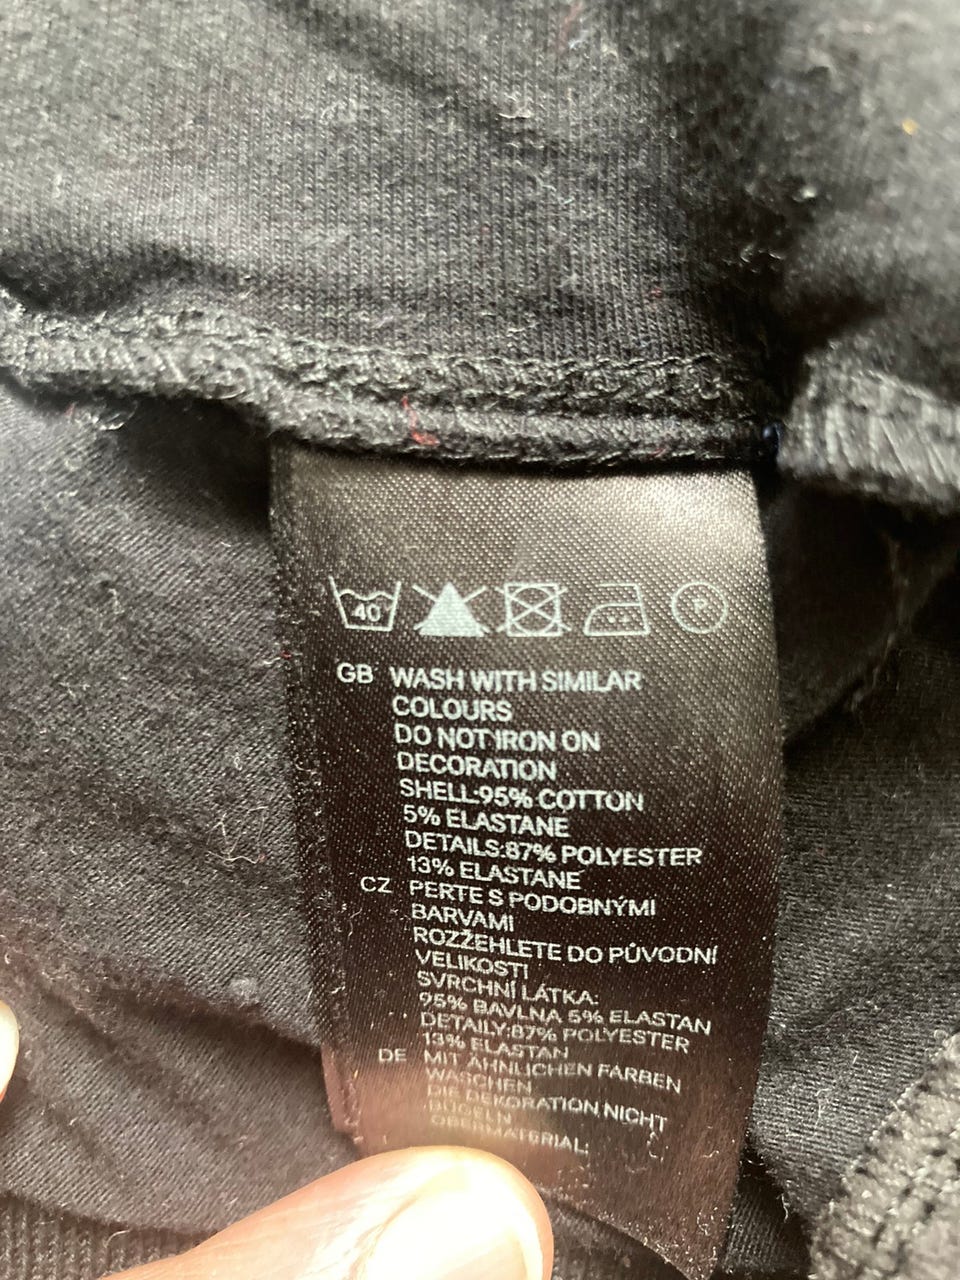 40 P
GB WASH WITH SIMILAR
COLOURS
DO NOT IRON ON
DECORATION
SHELL:95% COTTON
5% ELASTANE
DETAILS:87% POLYESTER
13% ELASTANE
CZ PERTE S PODOBNÝMI
BARVAMI
ROZŽEHLETE DO PŮVODNÍ
VELIKOSTI
SVRCHNÍ LÁTKA:
95% BAVLNA 5% ELASTAN
DETAILY:87% POLYESTER
13% ELASTAN
DE MIT ÄHNLICHEN FARBEN
WASCHEN
DIE DEKORATION NICHT
BÜGELN
OBERMATERIAL: